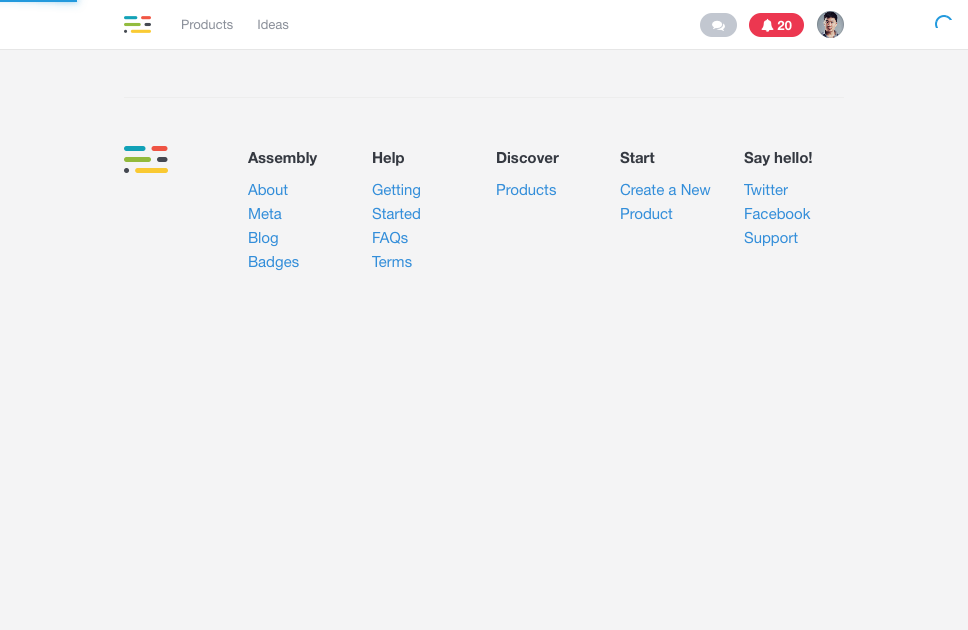 Products Ideas 20
Assembly Help Discover Start Say hello!
About Getting Products Create a New Twitter
Meta Started Product Facebook
Blog FAQs Support
Badges Terms